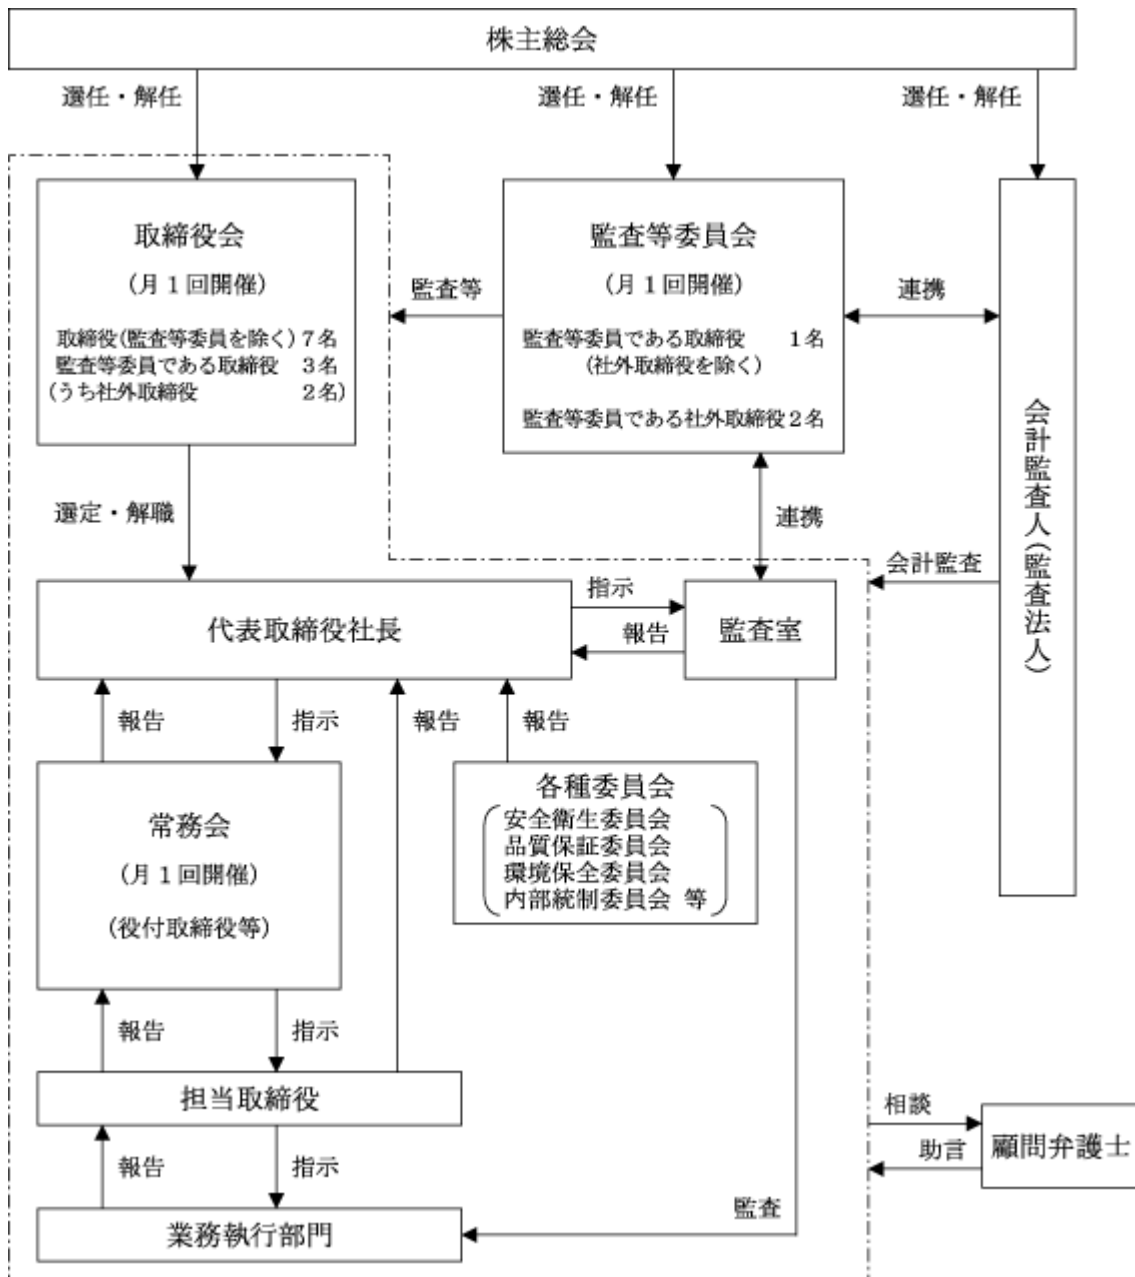 株主総会
選任・解任
選任・解任
選任・解任
取締役会
(月1回開催)
取締役(監査等委員を除く)7名
監査等委員である取締役 3名
(うち社外取締役 2名)
監査等
監査等委員会
(月1回開催)
監査等委員である取締役 1名
(社外取締役を除く)
監査等委員である社外取締役2名
連携
会計監査人(監査法人)
選定・解職
連携
会計監査
代表取締役社長
指示
報告
監査室
報告
指示
報告
報告
常務会
(月1回開催)
(役付取締役等)
各種委員会
安全衛生委員会
品質保証委員会
環境保全委員会
内部統制委員会 等
報告
指示
担当取締役
相談
助言
顧問弁護士
報告
指示
監査
業務執行部門